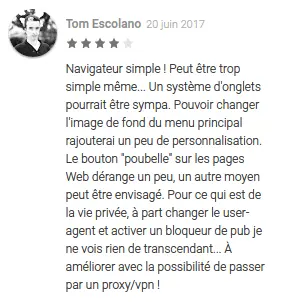 Tom Escolano 20 juin 2017
Navigateur simple ! Peut être trop
simple même... Un système d'onglets
pourrait être sympa. Pouvoir changer
l'image de fond du menu principal
rajouterai un peu de personnalisation.
Le bouton "poubelle" sur les pages
Web dérange un peu, un autre moyen
peut être envisagé. Pour ce qui est de
la vie privée, à part changer le user-
agent et activer un bloqueur de pub je
ne vois rien de transcendant... À
améliorer avec la possibilité de passer
par un proxy/vpn !